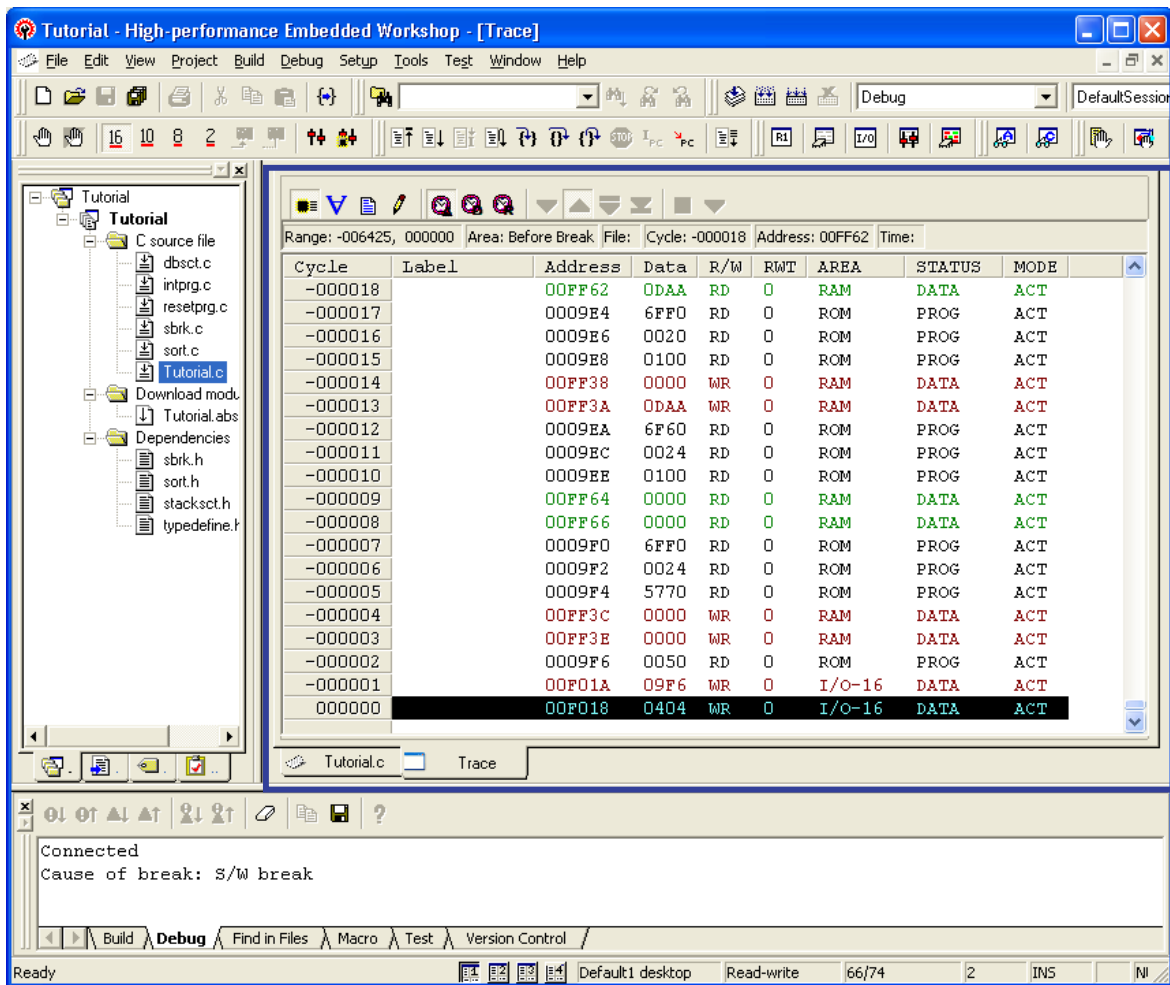 Tutorial - High-performance Embedded Workshop - [Trace]
File Edit View Project Build Debug Setup Tools Test Window Help
Debug DefaultSession
16 10 8 2 PC PC R1 I/O
Tutorial
Tutorial
C source file
dbsct.c
intprg.c
resetprg.c
sbrk.c
sort.c
Tutorial.c
Download modu
Tutorial.abs
Dependencies
sbrk.h
sort.h
stacksct.h
typedefine.h
Range: -006425, 000000 Area: Before Break File: Cycle: -000018 Address: 00FF62 Time:
Cycle Label Address Data R/W RWT AREA STATUS MODE
-000018 00FF62 0DAA RD 0 RAM DATA ACT
-000017 0009E4 6FF0 RD 0 ROM PROG ACT
-000016 0009E6 0020 RD 0 ROM PROG ACT
-000015 0009E8 0100 RD 0 ROM PROG ACT
-000014 00FF38 0000 WR 0 RAM DATA ACT
-000013 00FF3A 0DAA WR 0 RAM DATA ACT
-000012 0009EA 6F60 RD 0 ROM PROG ACT
-000011 0009EC 0024 RD 0 ROM PROG ACT
-000010 0009EE 0100 RD 0 ROM PROG ACT
-000009 00FF64 0000 RD 0 RAM DATA ACT
-000008 00FF66 0000 RD 0 RAM DATA ACT
-000007 0009F0 6FF0 RD 0 ROM PROG ACT
-000006 0009F2 0024 RD 0 ROM PROG ACT
-000005 0009F4 5770 RD 0 ROM PROG ACT
-000004 00FF3C 0000 WR 0 RAM DATA ACT
-000003 00FF3E 0000 WR 0 RAM DATA ACT
-000002 0009F6 0050 RD 0 ROM PROG ACT
-000001 00F01A 09F6 WR 0 I/O-16 DATA ACT
000000 00F018 0404 WR 0 I/O-16 DATA ACT
Tutorial.c Trace
Connected
Cause of break: S/W break
Build Debug Find in Files Macro Test Version Control
Ready 1 2 3 4 Default1 desktop Read-write 66/74 2 INS